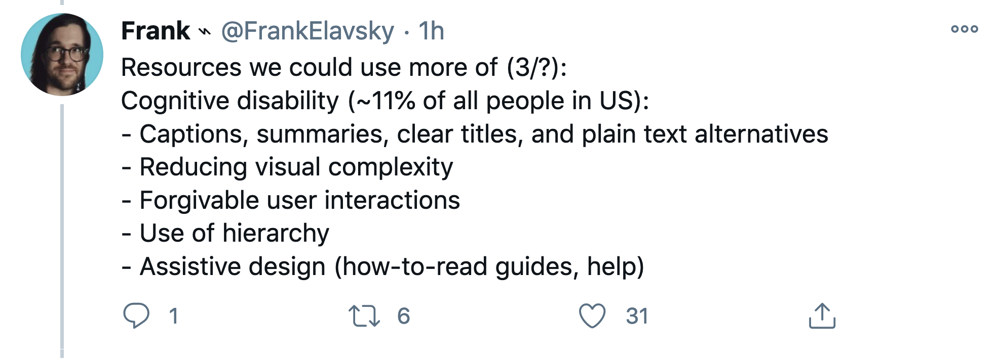 Frank @FrankElavsky · 1h
Resources we could use more of (3/?):
Cognitive disability (~11% of all people in US):
- Captions, summaries, clear titles, and plain text alternatives
- Reducing visual complexity
- Forgivable user interactions
- Use of hierarchy
- Assistive design (how-to-read guides, help)
1 6 31